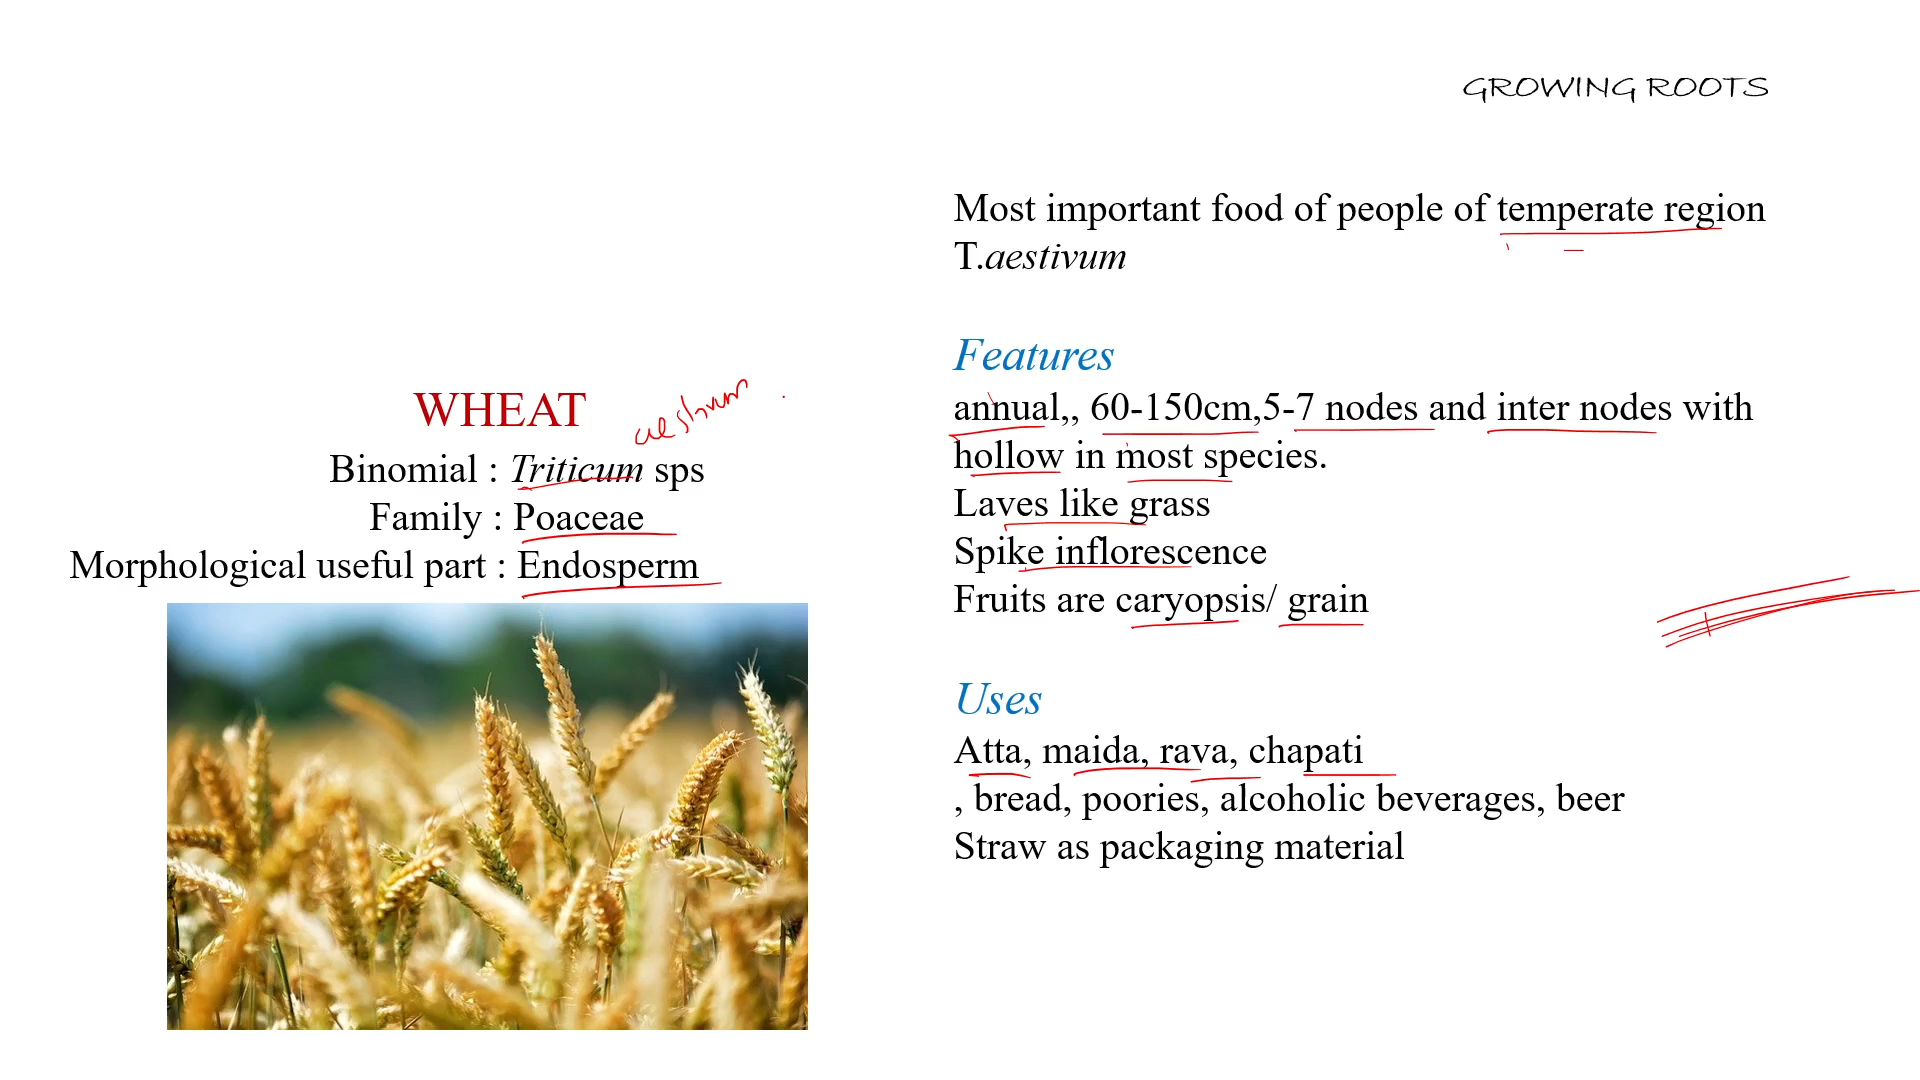 GROWING ROOTS
WHEAT
aestivum
Binomial : Triticum sps
Family : Poaceae
Morphological useful part : Endosperm
Most important food of people of temperate region
T.aestivum
Features
annual,, 60-150cm,5-7 nodes and inter nodes with
hollow in most species.
Laves like grass
Spike inflorescence
Fruits are caryopsis/ grain
Uses
Atta, maida, rava, chapati
, bread, poories, alcoholic beverages, beer
Straw as packaging material